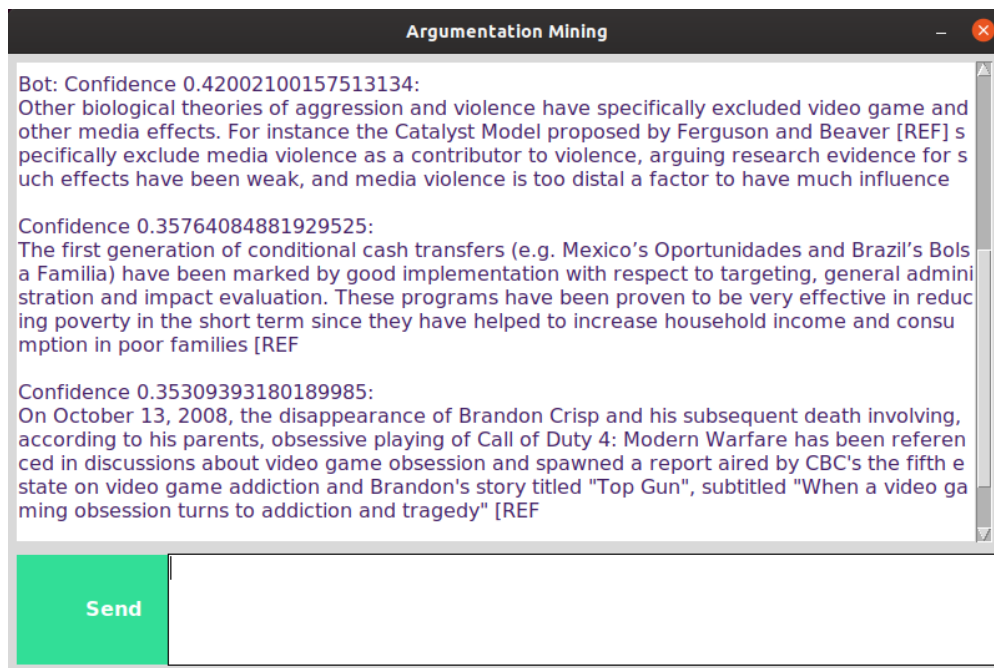 Argumentation Mining
Bot: Confidence 0.42002100157513134:
Other biological theories of aggression and violence have specifically excluded video game and
other media effects. For instance the Catalyst Model proposed by Ferguson and Beaver [REF] s
pecifically exclude media violence as a contributor to violence, arguing research evidence for s
uch effects have been weak, and media violence is too distal a factor to have much influence
Confidence 0.35764084881929525:
The first generation of conditional cash transfers (e.g. Mexico’s Oportunidades and Brazil’s Bols
a Familia) have been marked by good implementation with respect to targeting, general admini
stration and impact evaluation. These programs have been proven to be very effective in reduc
ing poverty in the short term since they have helped to increase household income and consu
mption in poor families [REF
Confidence 0.35309393180189985:
On October 13, 2008, the disappearance of Brandon Crisp and his subsequent death involving,
according to his parents, obsessive playing of Call of Duty 4: Modern Warfare has been referen
ced in discussions about video game obsession and spawned a report aired by CBC's the fifth e
state on video game addiction and Brandon's story titled "Top Gun", subtitled "When a video ga
ming obsession turns to addiction and tragedy" [REF
Send